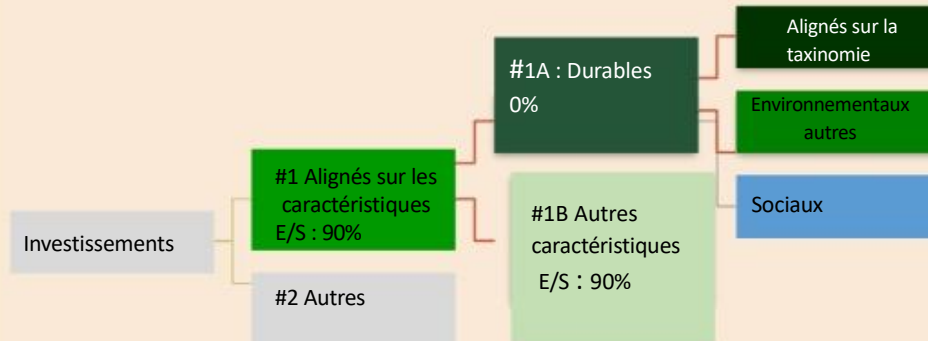 Alignés sur la
taxinomie
#1A : Durables
0%
Environnementaux
autres
#1 Alignés sur les
caractéristiques
E/S : 90%
Sociaux
#1B Autres
caractéristiques
E/S : 90%
Investissements
#2 Autres